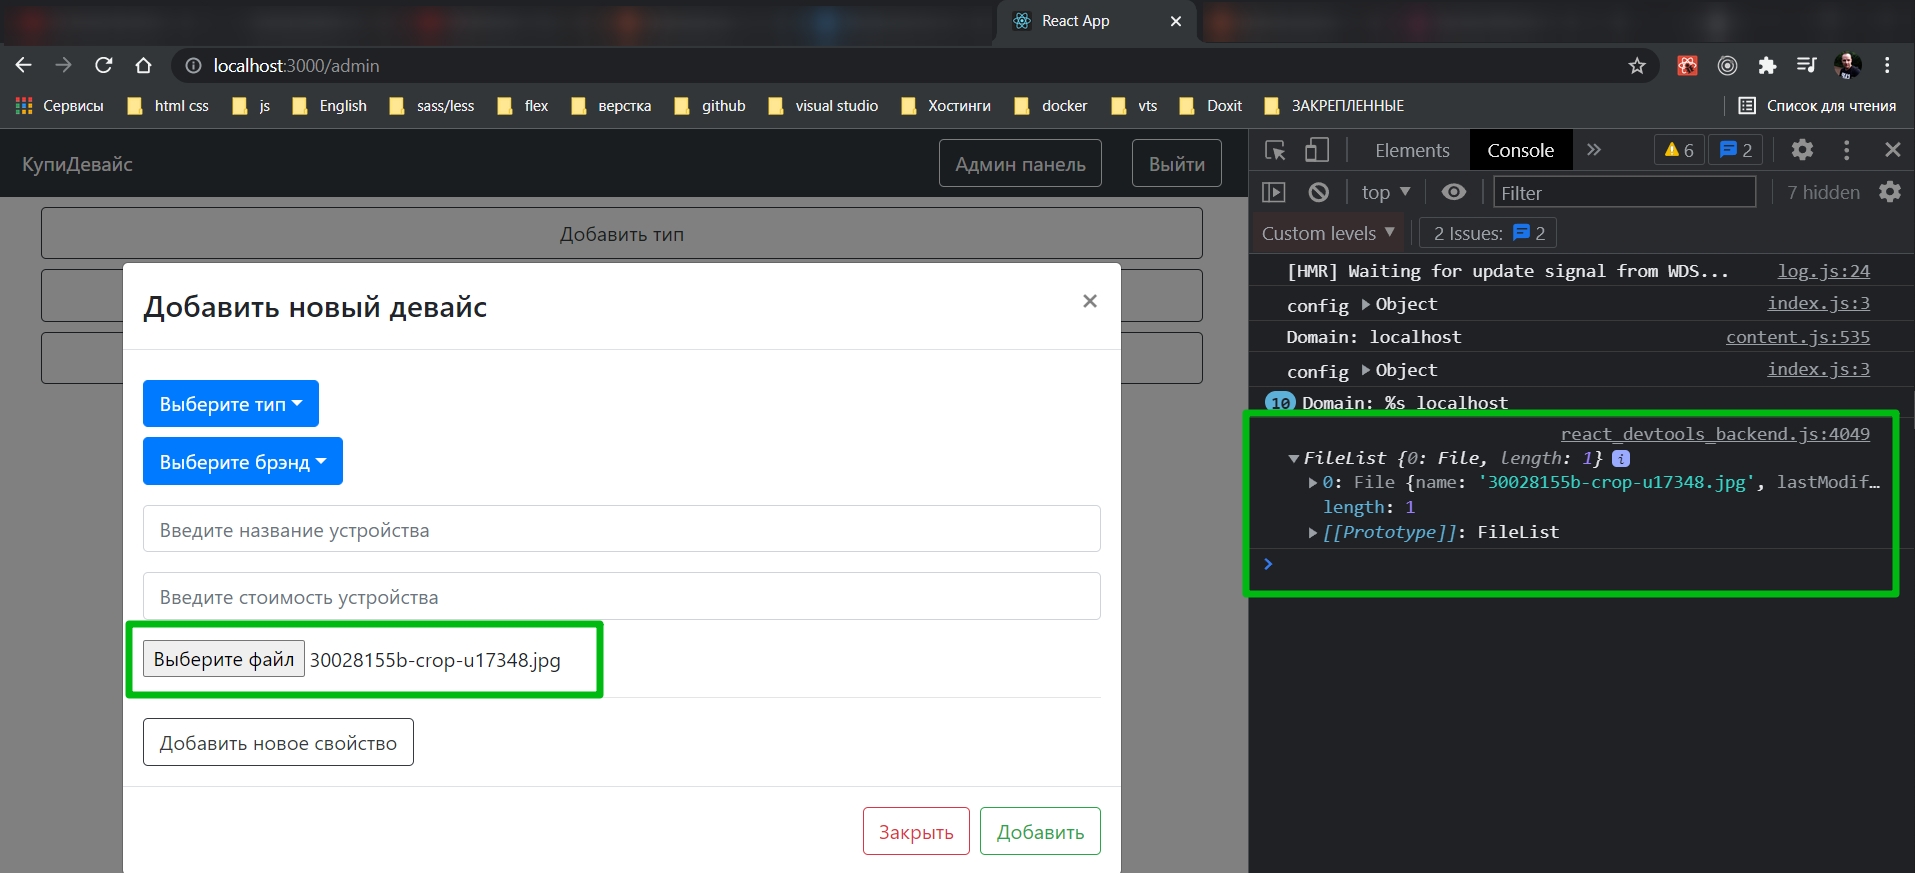 React App
localhost:3000/admin
Сервисы html css js English sass/less flex верстка github visual studio Хостинги docker vts Doxit ЗАКРЕПЛЕННЫЕ Список для чтения
КупиДевайс Админ панель Выйти
Добавить тип
Добавить новый девайс ×
Выберите тип
Выберите брэнд
Введите название устройства
Введите стоимость устройства
Выберите файл 30028155b-crop-u17348.jpg
Добавить новое свойство
Закрыть Добавить
Elements Console 6 2
top Filter 7 hidden
Custom levels 2 Issues: 2
[HMR] Waiting for update signal from WDS... log.js:24
config Object index.js:3
Domain: localhost content.js:535
config Object index.js:3
10 Domain: %s localhost
react_devtools_backend.js:4049
FileList {0: File, length: 1} i
0: File {name: '30028155b-crop-u17348.jpg', lastModif…
length: 1
[[Prototype]]: FileList